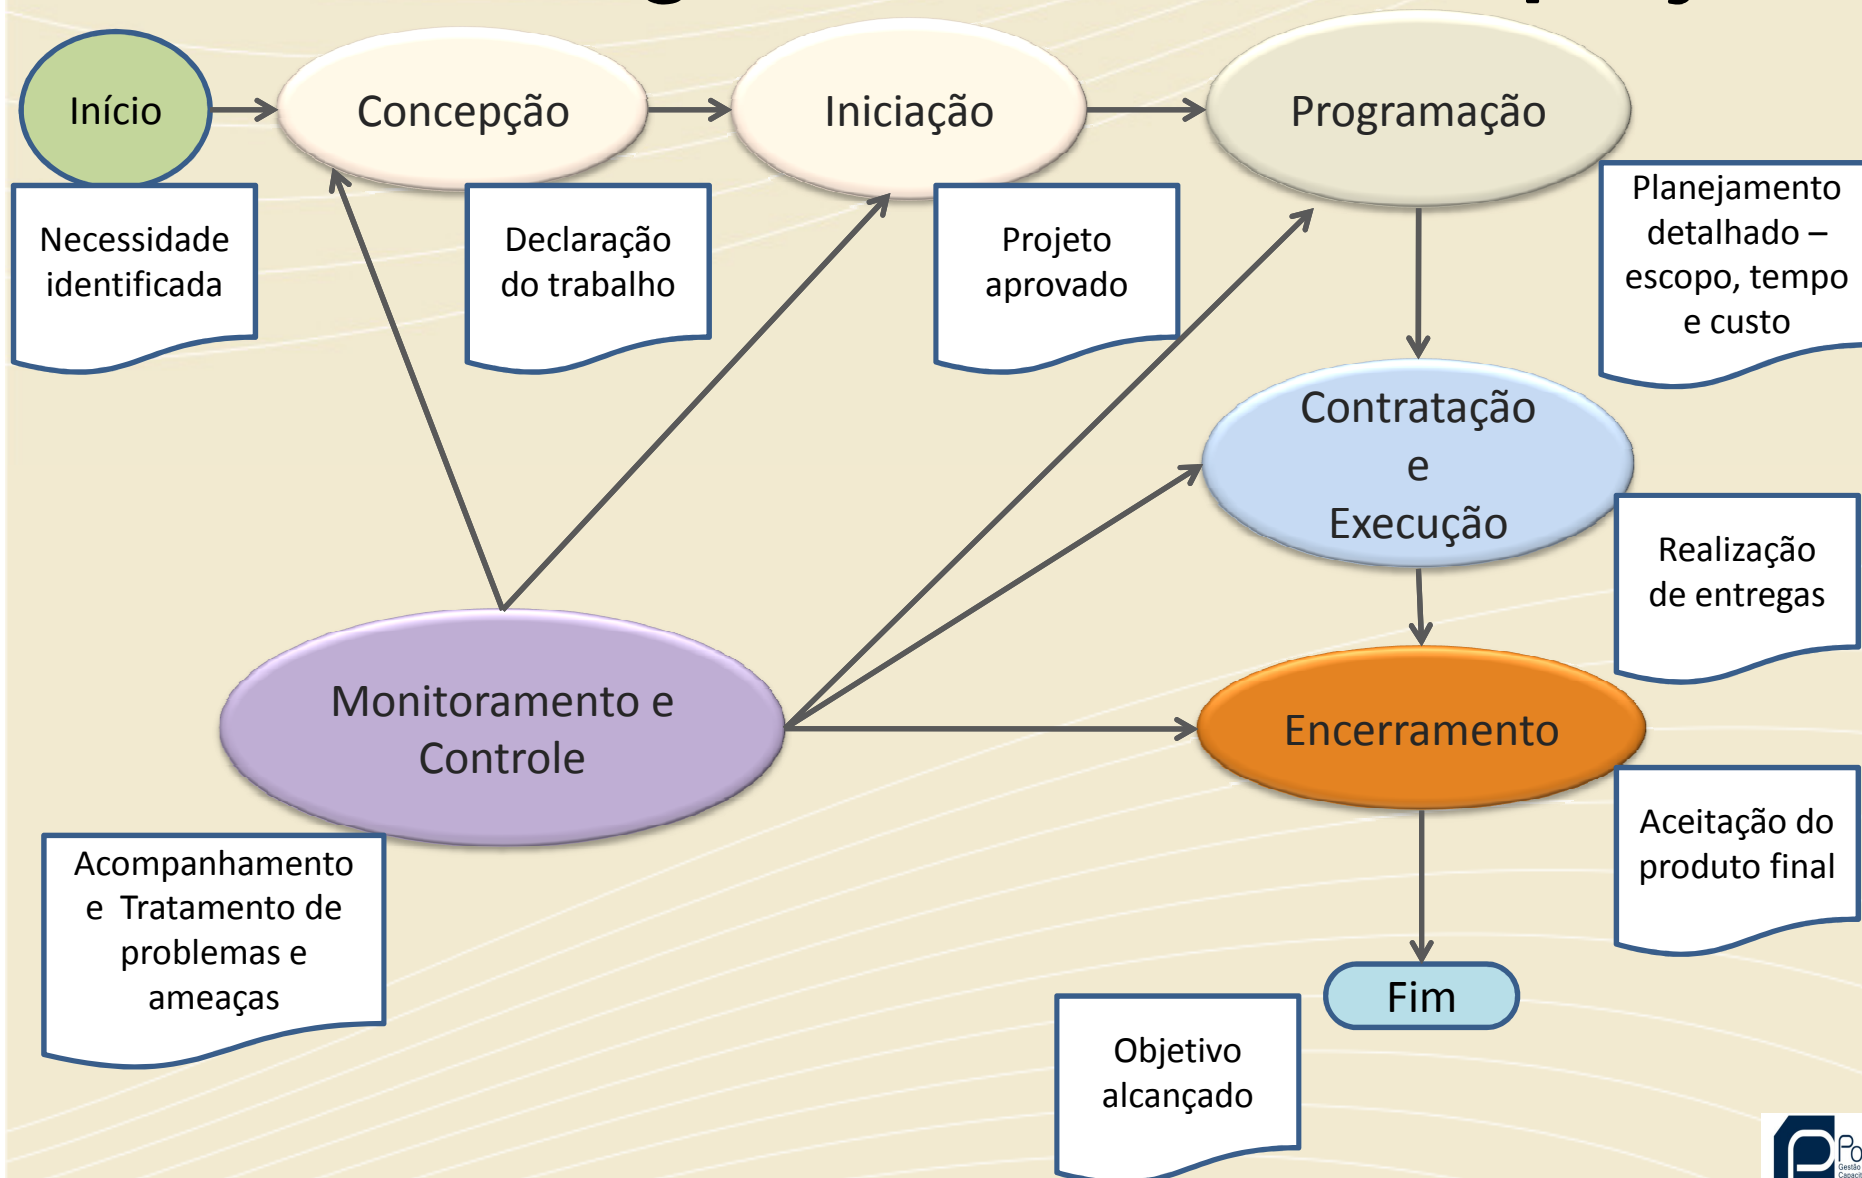 Início
Concepção
Iniciação
Programação
Necessidade
identificada
Declaração
do trabalho
Projeto
aprovado
Planejamento
detalhado –
escopo, tempo
e custo
Contratação
e
Execução
Realização
de entregas
Monitoramento e
Controle
Encerramento
Acompanhamento
e Tratamento de
problemas e
ameaças
Aceitação do
produto final
Fim
Objetivo
alcançado
Gestão